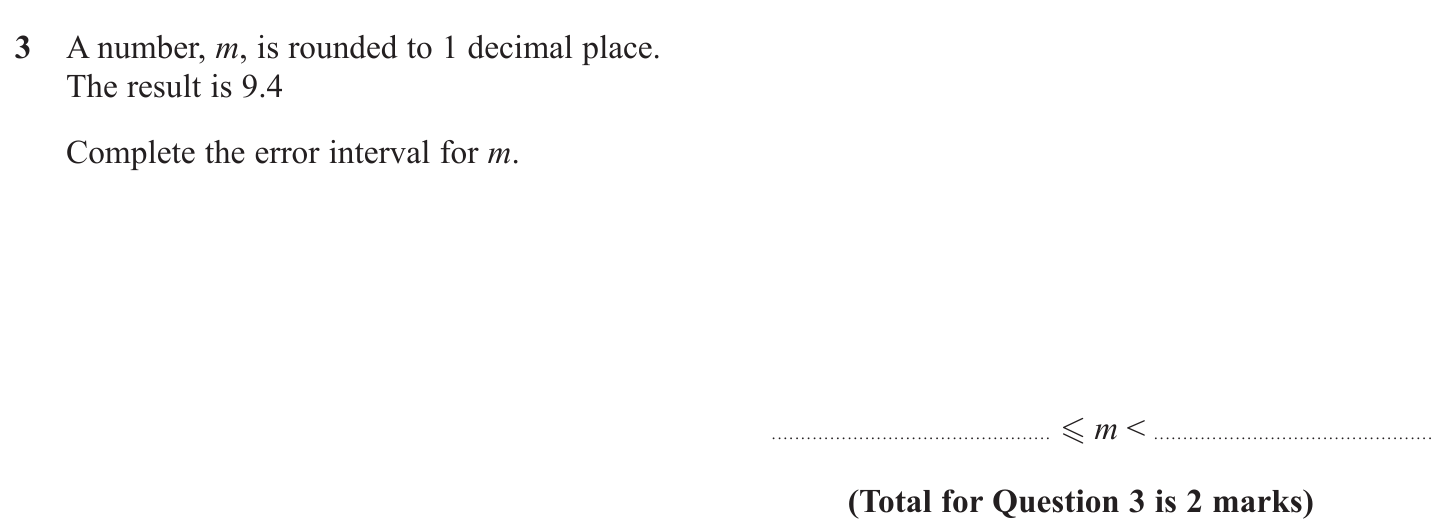 3 A number, m, is rounded to 1 decimal place.
The result is 9.4
Complete the error interval for m.
.............................................. ⩽ m < ..............................................
(Total for Question 3 is 2 marks)